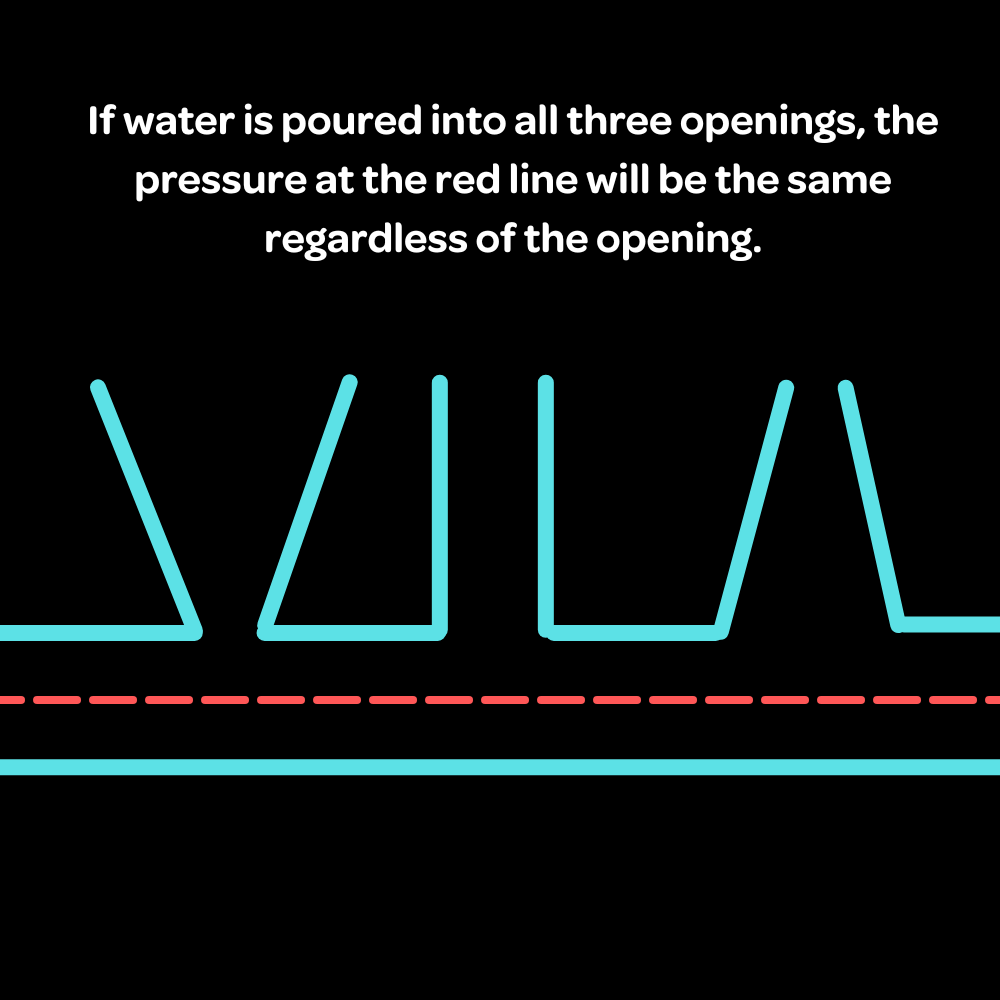 If water is poured into all three openings, the
pressure at the red line will be the same
regardless of the opening.